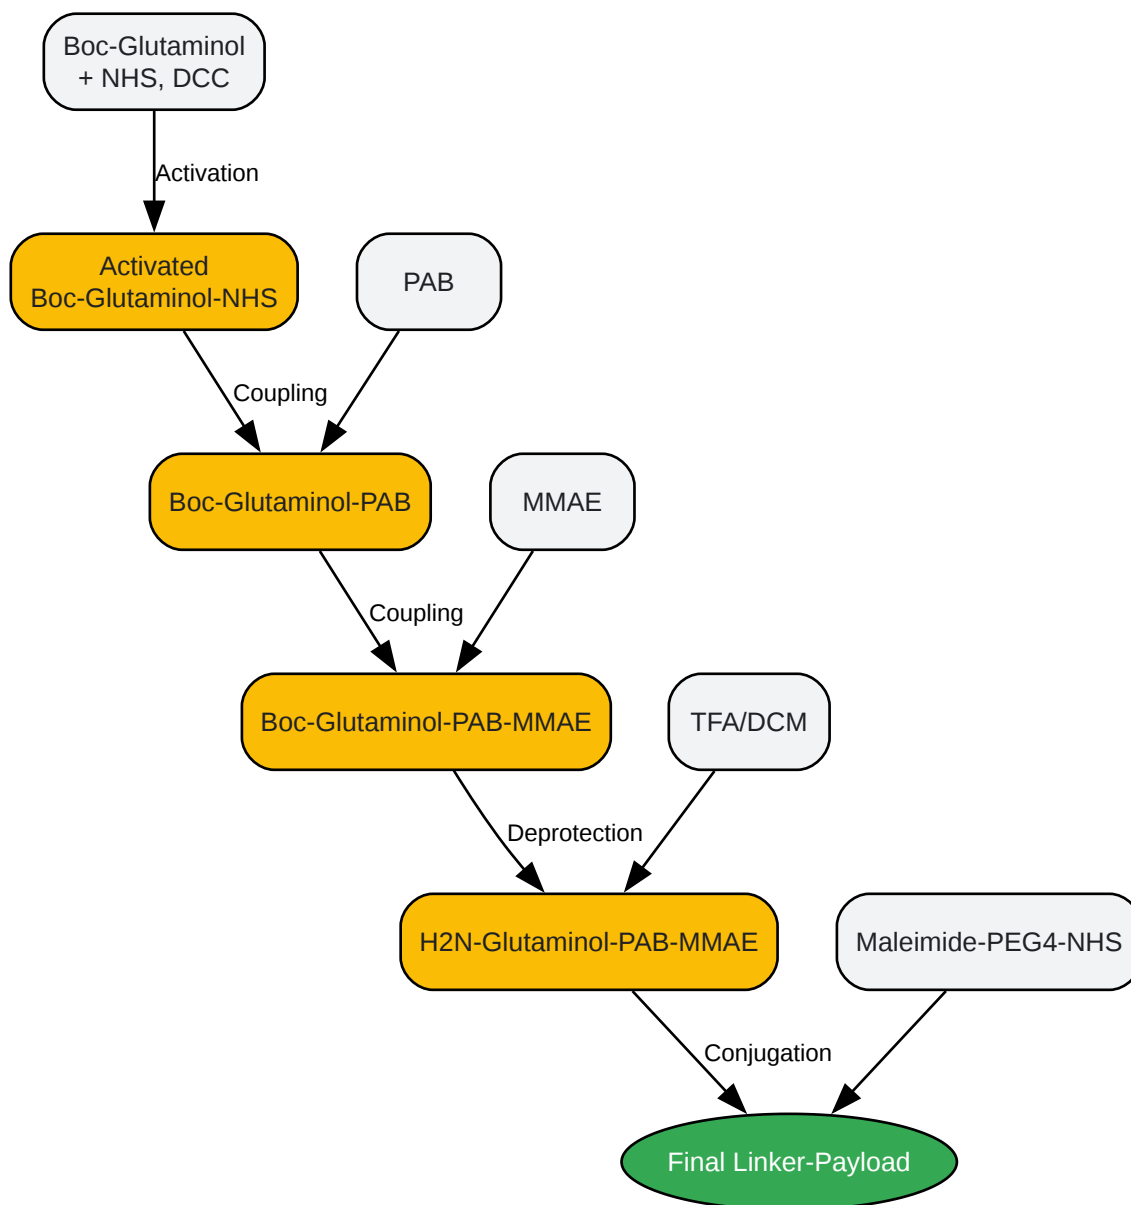 Boc-Glutaminol
+ NHS, DCC
Activation
Activated
Boc-Glutaminol-NHS
PAB
Coupling
Boc-Glutaminol-PAB
MMAE
Coupling
Boc-Glutaminol-PAB-MMAE
TFA/DCM
Deprotection
H2N-Glutaminol-PAB-MMAE
Maleimide-PEG4-NHS
Conjugation
Final Linker-Payload